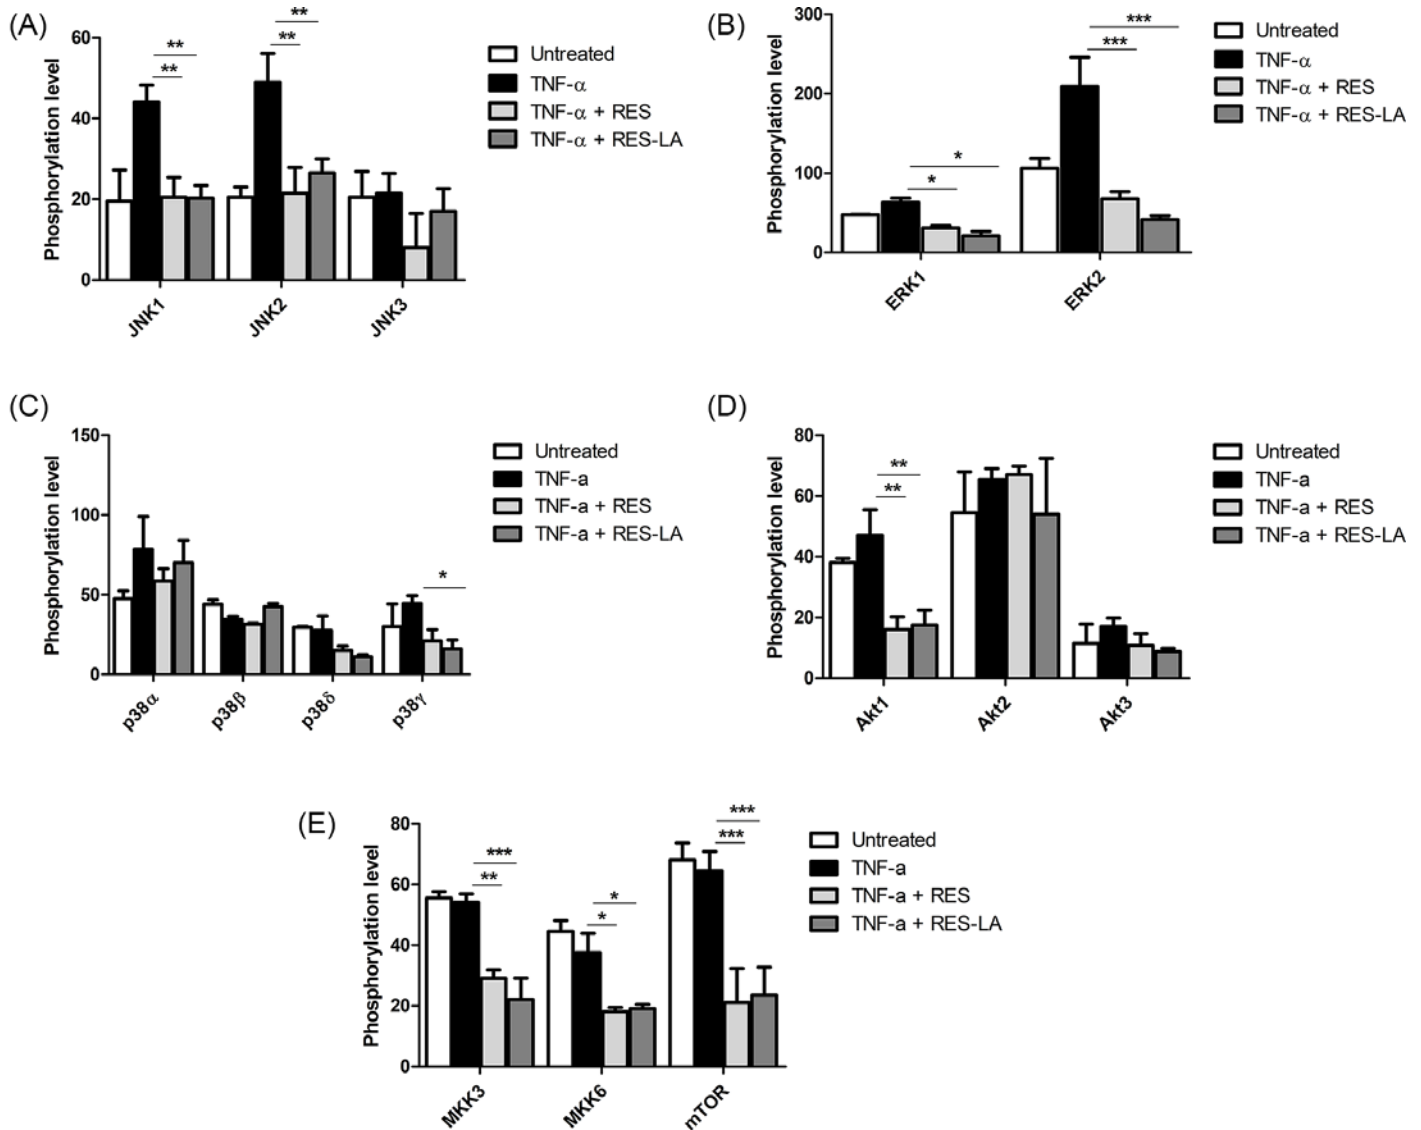 (A)
Phosphorylation level
60
40
20
0
**
**
**
**
JNK1
JNK2
JNK3
Untreated
TNF-α
TNF-α + RES
TNF-α + RES-LA
(B)
Phosphorylation level
300
200
100
0
*
*
***
***
ERK1
ERK2
Untreated
TNF-α
TNF-α + RES
TNF-α + RES-LA
(C)
Phosphorylation level
150
100
50
0
*
p38α
p38β
p38δ
p38γ
Untreated
TNF-a
TNF-a + RES
TNF-a + RES-LA
(D)
Phosphorylation level
80
60
40
20
0
**
**
Akt1
Akt2
Akt3
Untreated
TNF-a
TNF-a + RES
TNF-a + RES-LA
(E)
Phosphorylation level
80
60
40
20
0
***
**
*
*
***
***
MKK3
MKK6
mTOR
Untreated
TNF-a
TNF-a + RES
TNF-a + RES-LA